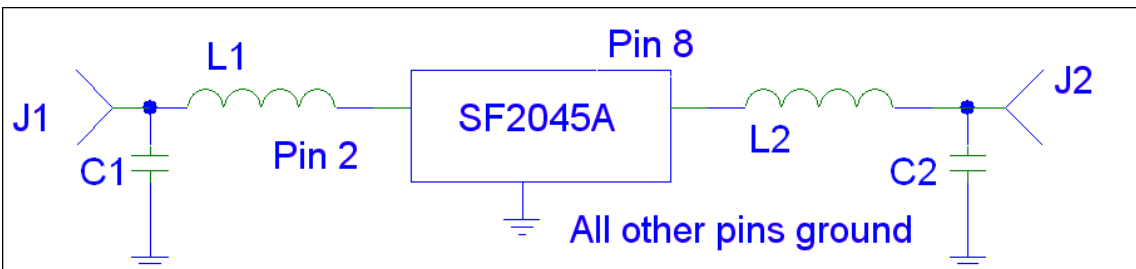 L1
Pin 8
J1
J2
SF2045A
C1
Pin 2
L2
C2
All other pins ground